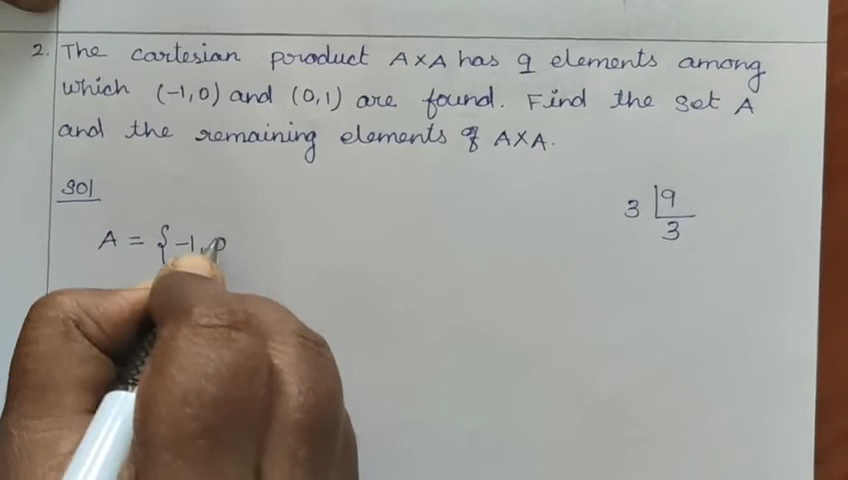 2. The cartesian product A×A has 9 elements among
which (-1,0) and (0,1) are found. Find the set A
and the remaining elements of A×A.
Sol
3 | 9
3
A = {-1, 0